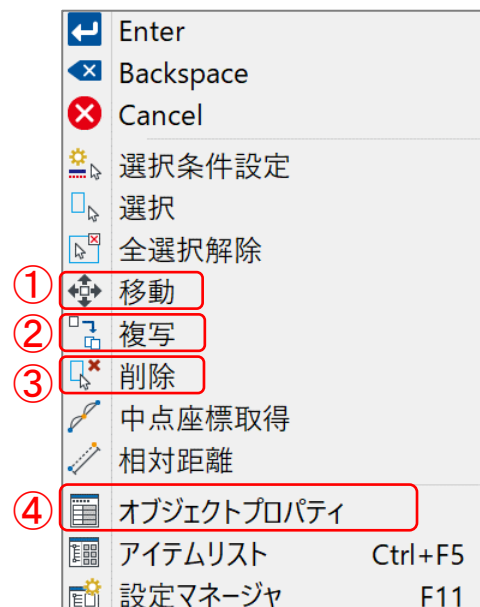 Enter
Backspace
Cancel
選択条件設定
選択
全選択解除
① 移動
② 複写
③ 削除
中点座標取得
相対距離
④ オブジェクトプロパティ
アイテムリスト Ctrl+F5
設定マネージャ F11